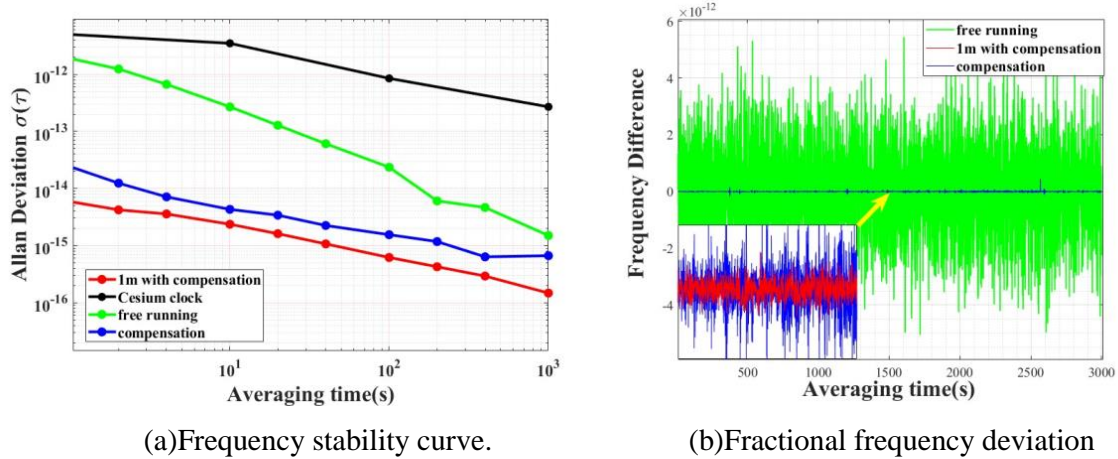 Allan Deviation σ(τ)
10^-12
10^-13
10^-14
10^-15
10^-16
1m with compensation
Cesium clock
free running
compensation
10^1
10^2
10^3
Averaging time(s)
(a)Frequency stability curve.
×10^-12
Frequency Difference
6
4
2
0
-2
-4
free running
1m with compensation
compensation
500
1000
1500
2000
2500
3000
Averaging time(s)
(b)Fractional frequency deviation